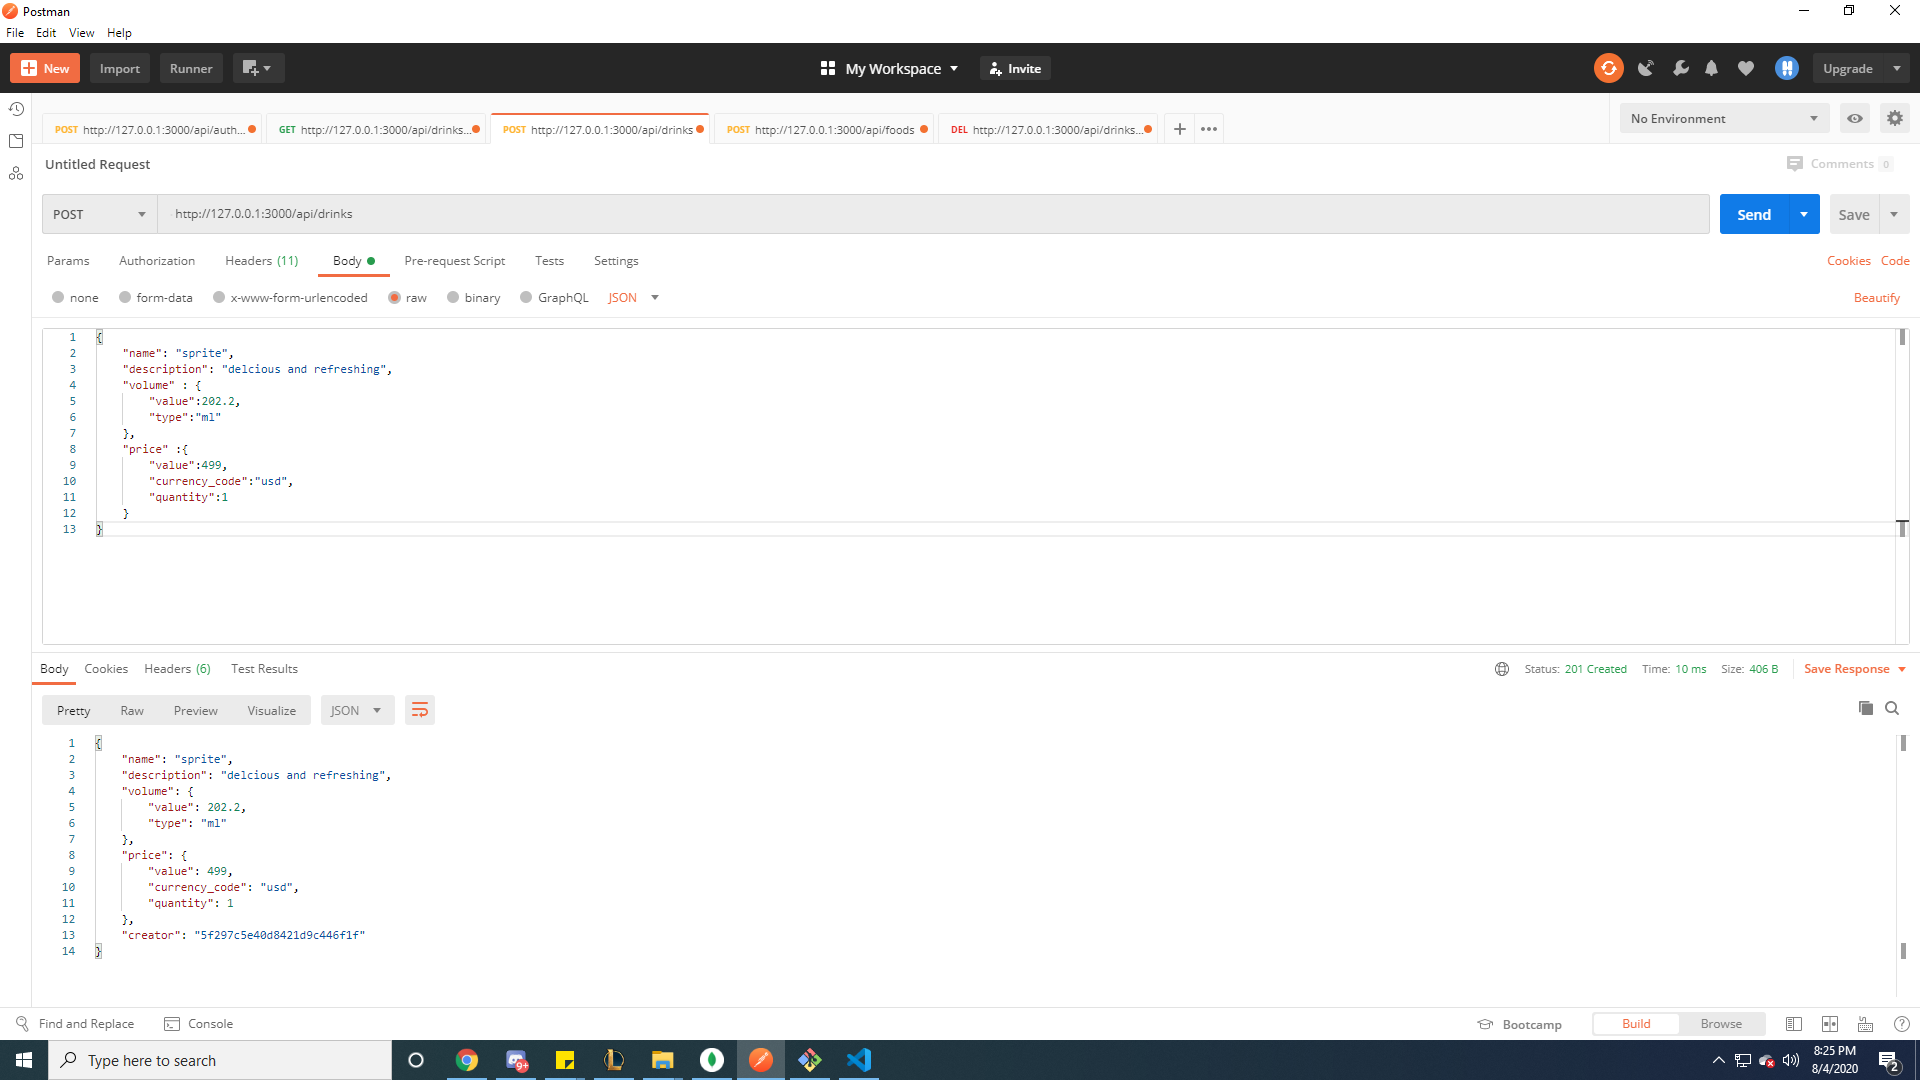 Postman
File Edit View Help
New Import Runner My Workspace Invite Upgrade
POST http://127.0.0.1:3000/api/auth... GET http://127.0.0.1:3000/api/drinks... POST http://127.0.0.1:3000/api/drinks POST http://127.0.0.1:3000/api/foods DEL http://127.0.0.1:3000/api/drinks... No Environment
Untitled Request Comments 0
POST http://127.0.0.1:3000/api/drinks Send Save
Params Authorization Headers (11) Body Pre-request Script Tests Settings Cookies Code
none form-data x-www-form-urlencoded raw binary GraphQL JSON Beautify
1 {
2 "name": "sprite",
3 "description": "delcious and refreshing",
4 "volume" : {
5 "value":202.2,
6 "type":"ml"
7 },
8 "price" :{
9 "value":499,
10 "currency_code":"usd",
11 "quantity":1
12 }
13 }
Body Cookies Headers (6) Test Results Status: 201 Created Time: 10 ms Size: 406 B Save Response
Pretty Raw Preview Visualize JSON
1 {
2 "name": "sprite",
3 "description": "delcious and refreshing",
4 "volume": {
5 "value": 202.2,
6 "type": "ml"
7 },
8 "price": {
9 "value": 499,
10 "currency_code": "usd",
11 "quantity": 1
12 },
13 "creator": "5f297c5e40d8421d9c446f1f"
14 }
Find and Replace Console Bootcamp Build Browse
Type here to search 9+ 8:25 PM
8/4/2020 2